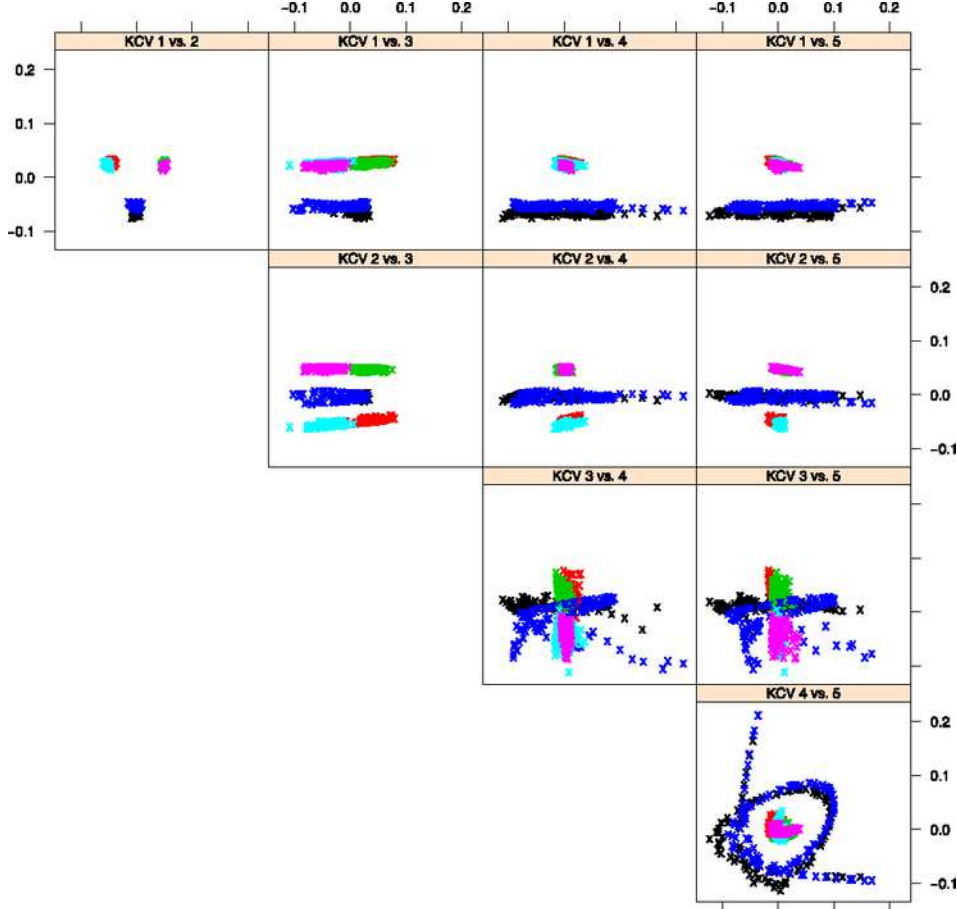 -0.1 0.0 0.1 0.2 -0.1 0.0 0.1 0.2
KCV 1 vs. 2 KCV 1 vs. 3 KCV 1 vs. 4 KCV 1 vs. 5
0.2
0.1
0.0
-0.1
KCV 2 vs. 3 KCV 2 vs. 4 KCV 2 vs. 5
0.2
0.1
0.0
-0.1
KCV 3 vs. 4 KCV 3 vs. 5
KCV 4 vs. 5
0.2
0.1
0.0
-0.1